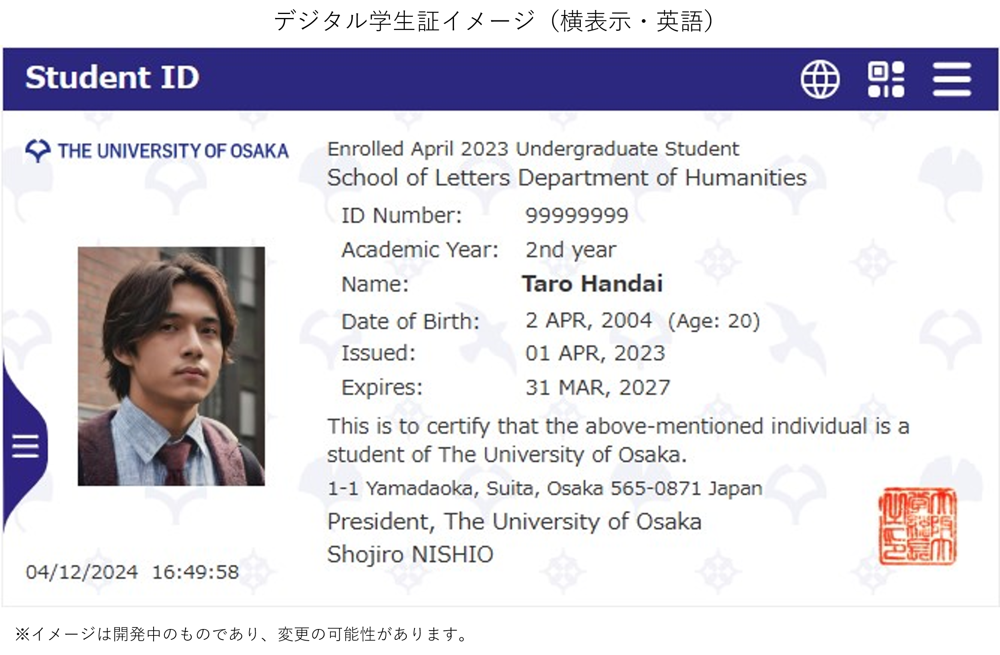 デジタル学生証イメージ（横表示・英語）
Student ID
THE UNIVERSITY OF OSAKA
Enrolled April 2023 Undergraduate Student
School of Letters Department of Humanities
ID Number: 99999999
Academic Year: 2nd year
Name: Taro Handai
Date of Birth: 2 APR, 2004 (Age: 20)
Issued: 01 APR, 2023
Expires: 31 MAR, 2027
This is to certify that the above-mentioned individual is a
student of The University of Osaka.
1-1 Yamadaoka, Suita, Osaka 565-0871 Japan
President, The University of Osaka
Shojiro NISHIO
04/12/2024 16:49:58
※イメージは開発中のものであり、変更の可能性があります。